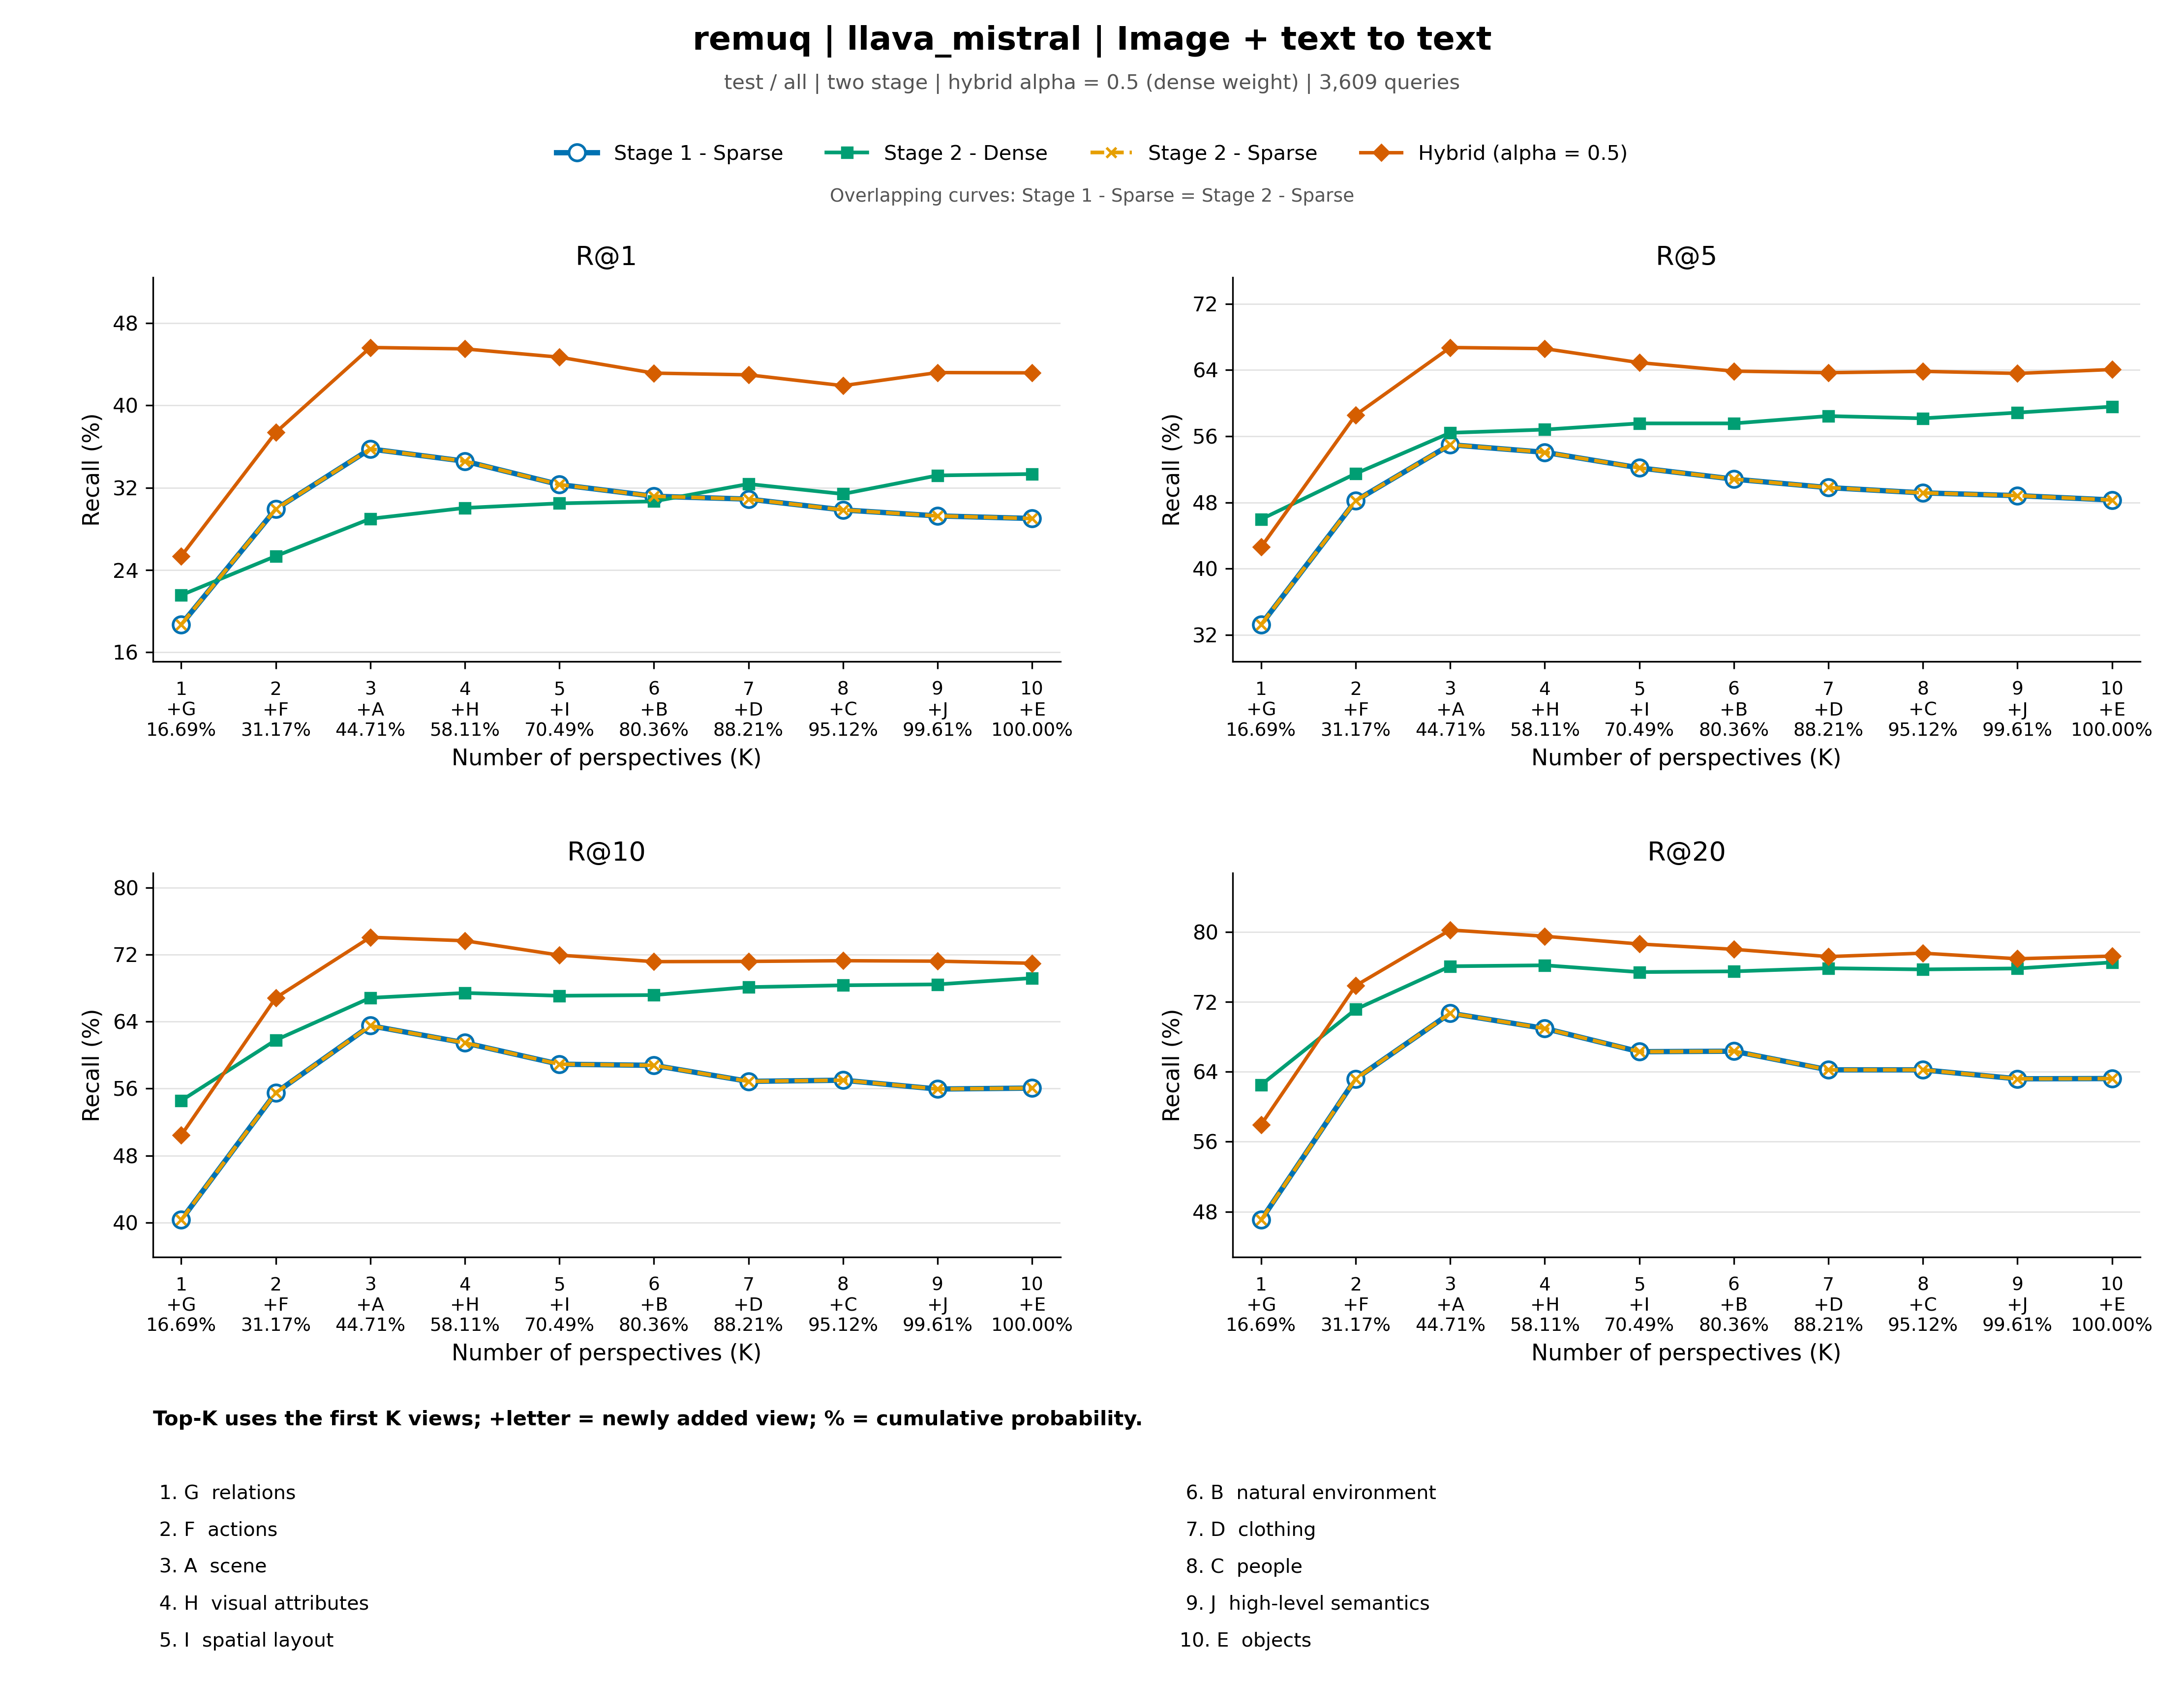 remuq | llava_mistral | Image + text to text
test / all | two stage | hybrid alpha = 0.5 (dense weight) | 3,609 queries
Stage 1 - Sparse Stage 2 - Dense Stage 2 - Sparse Hybrid (alpha = 0.5)
Overlapping curves: Stage 1 - Sparse = Stage 2 - Sparse
R@1
Recall (%)
48
40
32
24
16
1 2 3 4 5 6 7 8 9 10
+G +F +A +H +I +B +D +C +J +E
16.69% 31.17% 44.71% 58.11% 70.49% 80.36% 88.21% 95.12% 99.61% 100.00%
Number of perspectives (K)
R@5
Recall (%)
72
64
56
48
40
32
1 2 3 4 5 6 7 8 9 10
+G +F +A +H +I +B +D +C +J +E
16.69% 31.17% 44.71% 58.11% 70.49% 80.36% 88.21% 95.12% 99.61% 100.00%
Number of perspectives (K)
R@10
Recall (%)
80
72
64
56
48
40
1 2 3 4 5 6 7 8 9 10
+G +F +A +H +I +B +D +C +J +E
16.69% 31.17% 44.71% 58.11% 70.49% 80.36% 88.21% 95.12% 99.61% 100.00%
Number of perspectives (K)
R@20
Recall (%)
80
72
64
56
48
1 2 3 4 5 6 7 8 9 10
+G +F +A +H +I +B +D +C +J +E
16.69% 31.17% 44.71% 58.11% 70.49% 80.36% 88.21% 95.12% 99.61% 100.00%
Number of perspectives (K)
Top-K uses the first K views; +letter = newly added view; % = cumulative probability.
1. G relations
2. F actions
3. A scene
4. H visual attributes
5. I spatial layout
6. B natural environment
7. D clothing
8. C people
9. J high-level semantics
10. E objects